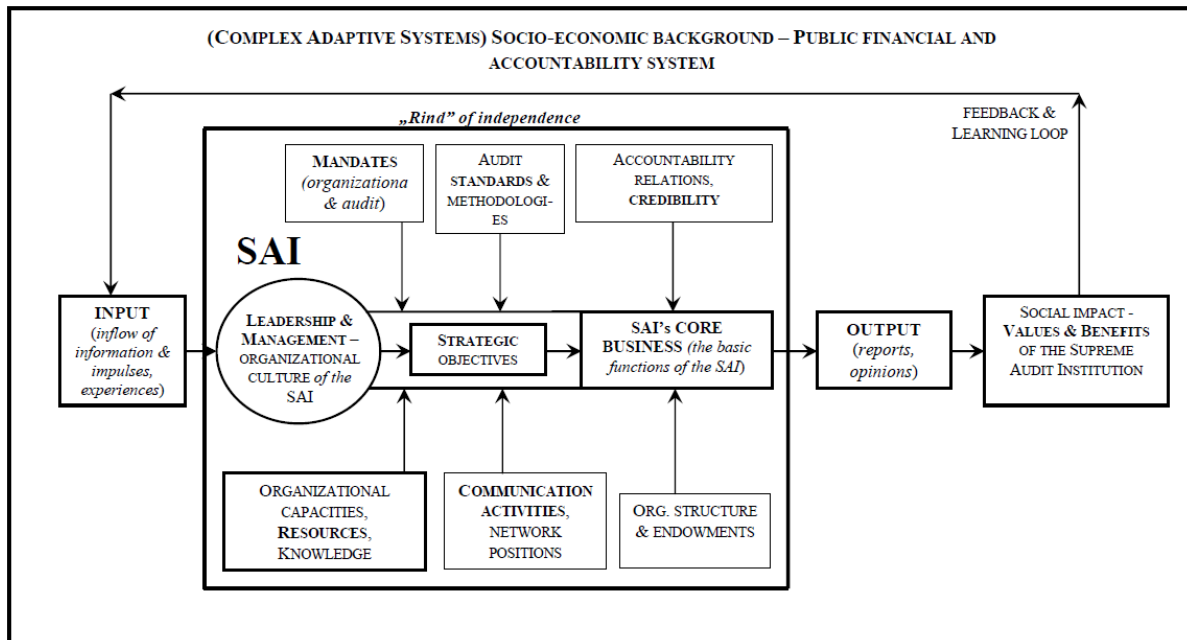 (COMPLEX ADAPTIVE SYSTEMS) SOCIO-ECONOMIC BACKGROUND – PUBLIC FINANCIAL AND
ACCOUNTABILITY SYSTEM
„Rind” of independence
FEEDBACK &
LEARNING LOOP
MANDATES
(organizationa
& audit)
AUDIT
STANDARDS &
METHODOLOGI-
ES
ACCOUNTABILITY
RELATIONS,
CREDIBILITY
SAI
INPUT
(inflow of
information &
impulses,
experiences)
LEADERSHIP &
MANAGEMENT –
ORGANIZATIONAL
CULTURE of the
SAI
STRATEGIC
OBJECTIVES
SAI's CORE
BUSINESS (the basic
functions of the SAI)
OUTPUT
(reports,
opinions)
SOCIAL IMPACT -
VALUES & BENEFITS
OF THE SUPREME
AUDIT INSTITUTION
ORGANIZATIONAL
CAPACITIES,
RESOURCES,
KNOWLEDGE
COMMUNICATION
ACTIVITIES,
NETWORK
POSITIONS
ORG. STRUCTURE
& ENDOWMENTS